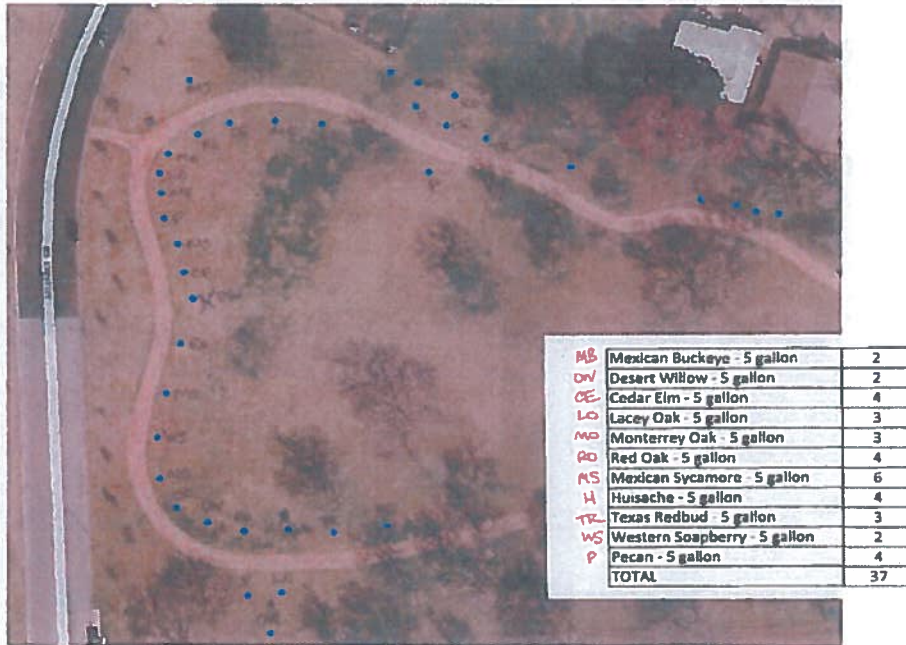 MB Mexican Buckeye - 5 gallon 2
DW Desert Willow - 5 gallon 2
CE Cedar Elm - 5 gallon 4
LO Lacey Oak - 5 gallon 3
MO Monterrey Oak - 5 gallon 3
RO Red Oak - 5 gallon 4
MS Mexican Sycamore - 5 gallon 6
H Huisache - 5 gallon 4
TR Texas Redbud - 5 gallon 3
WS Western Soapberry - 5 gallon 2
P Pecan - 5 gallon 4
TOTAL 37